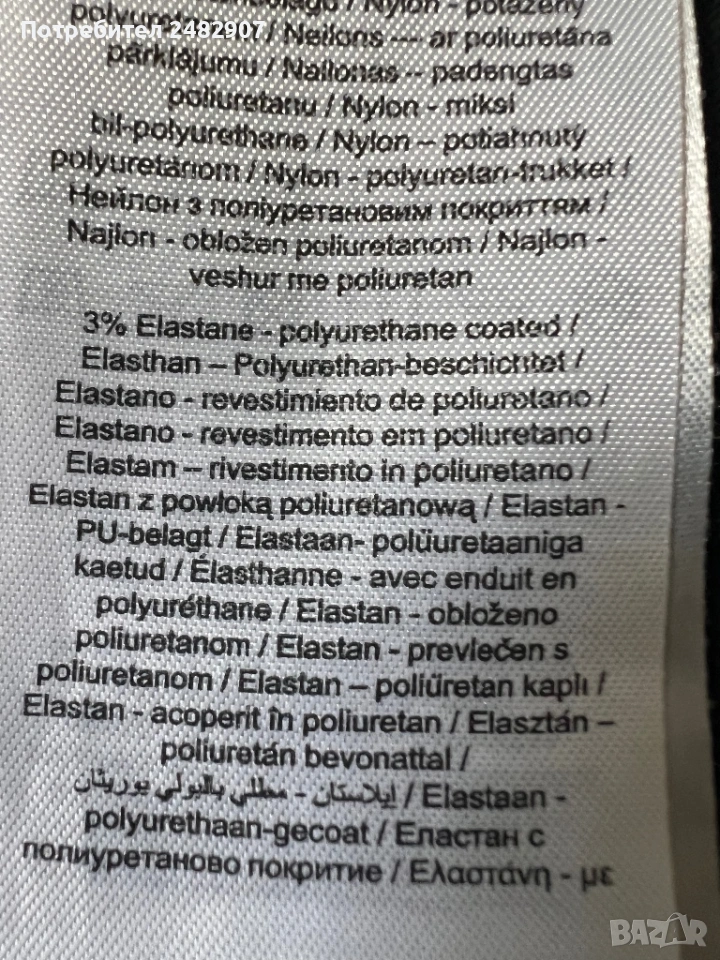 Потребител 2482907
/ Nylon - potažený
/ Neilons –– ar poliuretāna
pārklājumu / Nailonas -- padengtas
poliuretanu / Nylon - miksi
bil-polyurethane / Nylon – potiahnutý
polyuretánom / Nylon - polyuretan-trukket /
Нейлон з поліуретановим покриттям /
Najlon - obložen poliuretanom / Najlon -
veshur me poliuretan
3% Elastane - polyurethane coated /
Elasthan – Polyurethan-beschichtet /
Elastano - revestimiento de poliuretano /
Elastano - revestimento em poliuretano /
Elastam – rivestimento in poliuretano /
Elastan z powłoką poliuretanową / Elastan -
PU-belagt / Elastaan- polüuretaaniga
kaetud / Élasthanne - avec enduit en
polyuréthane / Elastan - obloženo
poliuretanom / Elastan - prevlečen s
poliuretanom / Elastan – poliüretan kaplı /
Elastan - acoperit în poliuretan / Elasztán –
poliuretán bevonattal /
إيلاستان - مطلي بالبولي يوريثان / Elastaan -
polyurethaan-gecoat / Еластан с
полиуретаново покритие / Ελαστάνη - με
BAZAR